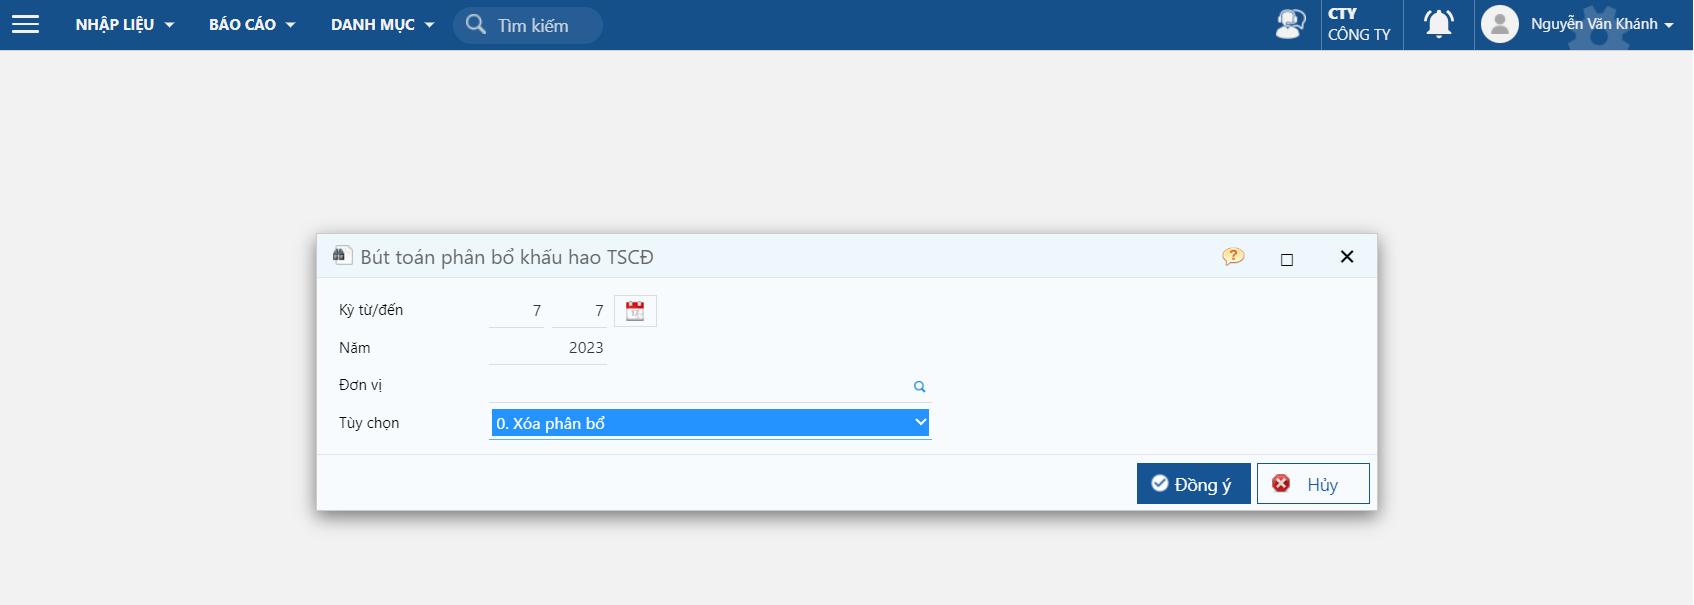 NHẬP LIỆU BÁO CÁO DANH MỤC Tìm kiếm CTY Nguyễn Văn Khánh
CÔNG TY
Bút toán phân bổ khấu hao TSCĐ
Kỳ từ/đến 7 7
Năm 2023
Đơn vị
Tùy chọn 0. Xóa phân bổ
Đồng ý Hủy